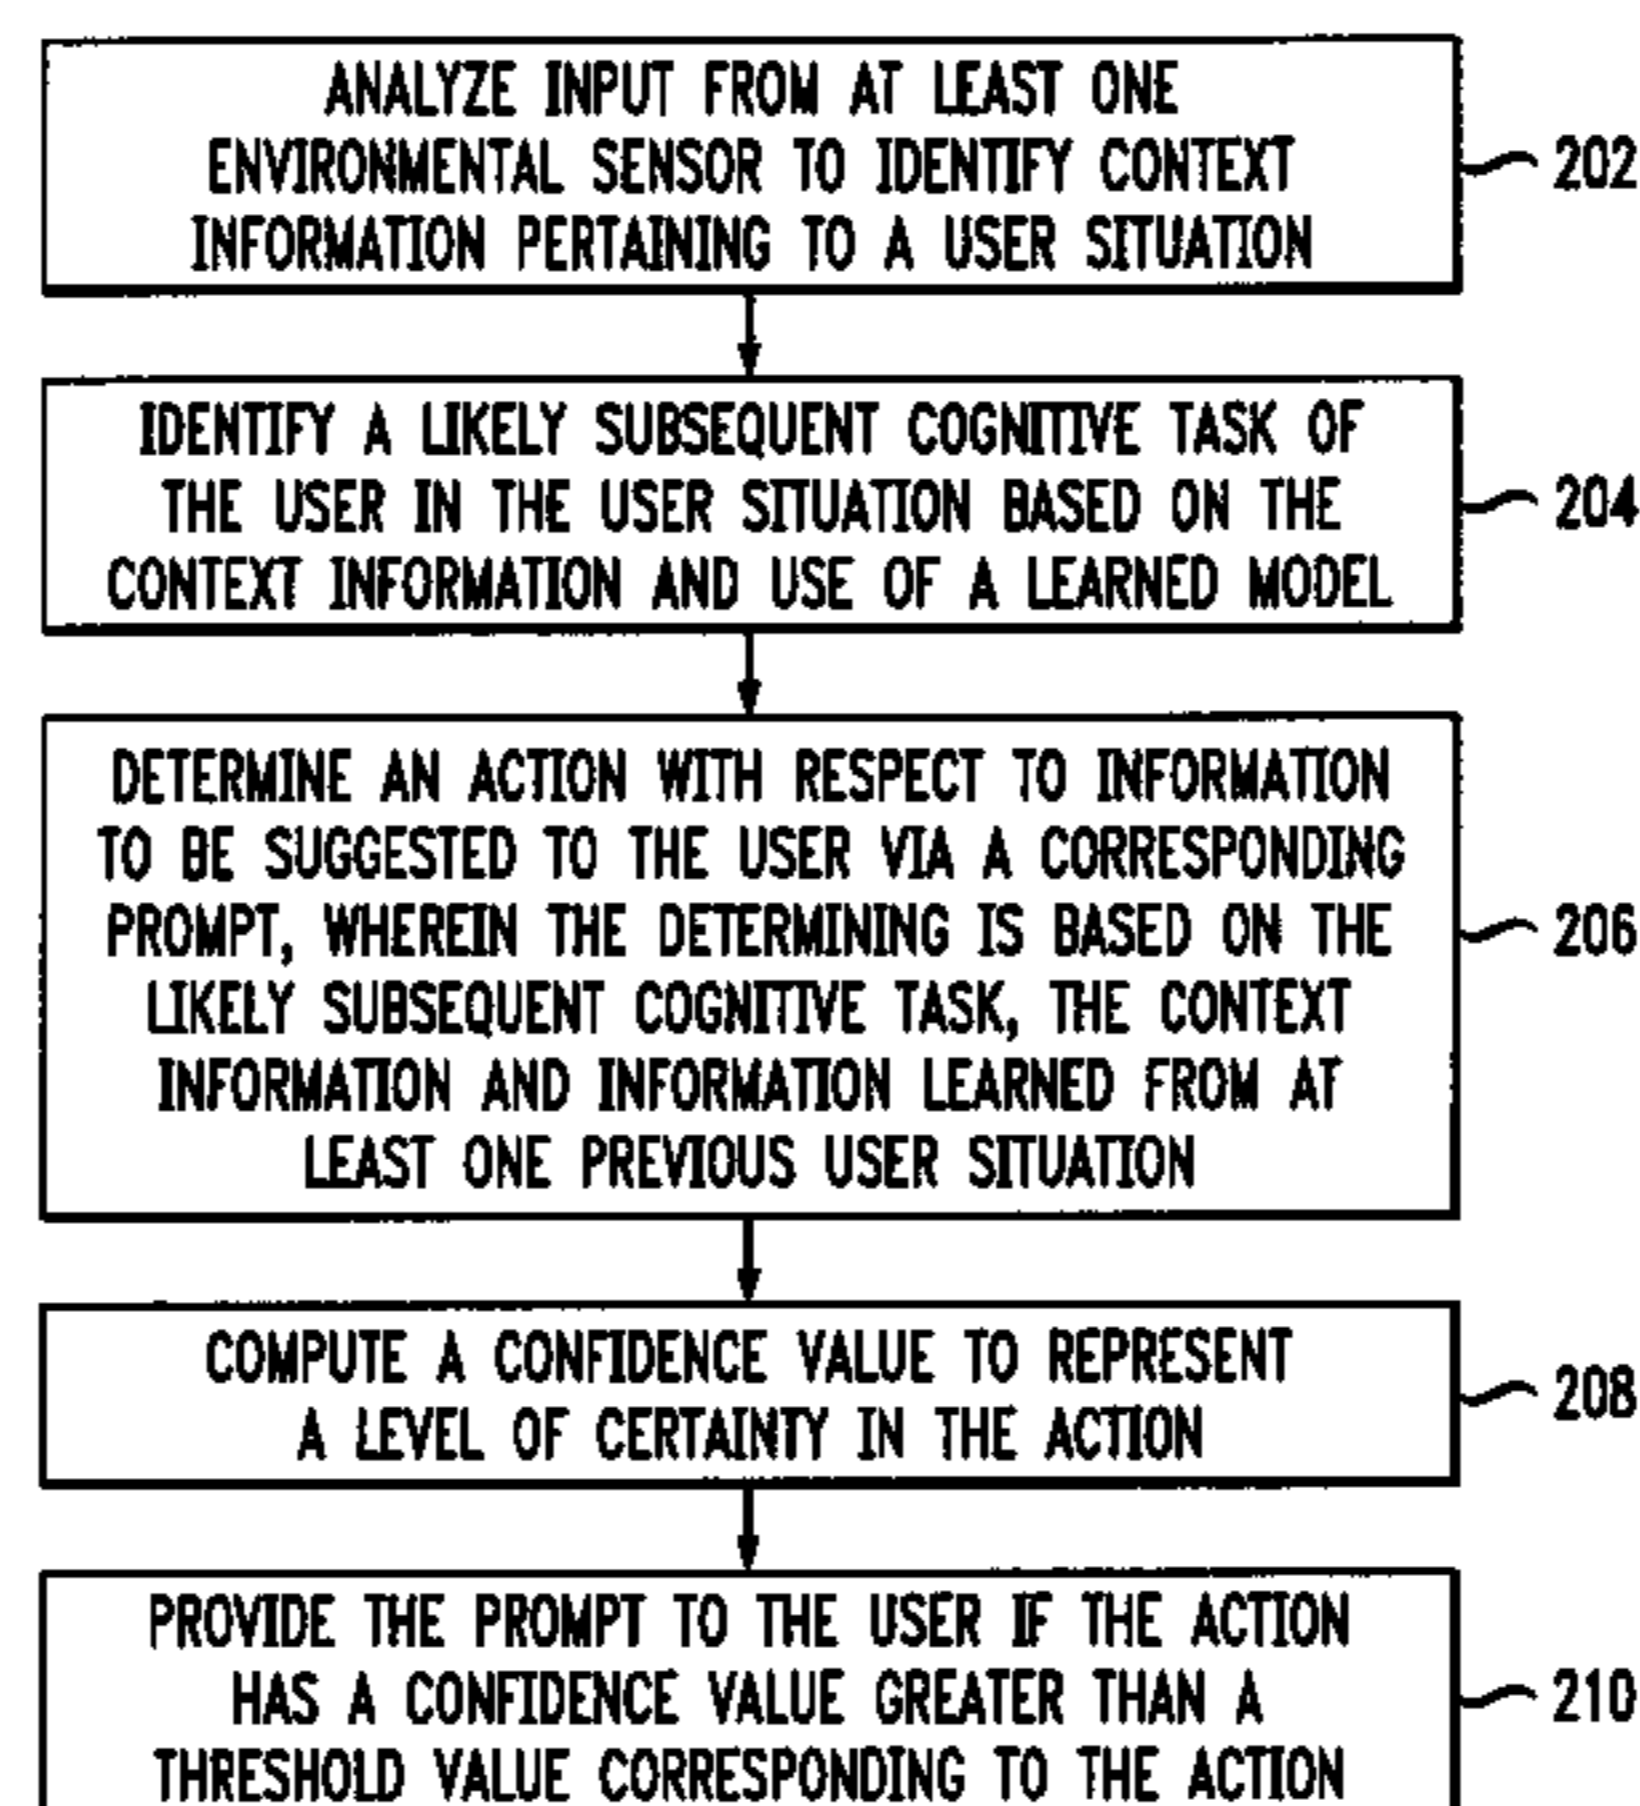 ANALYZE INPUT FROM AT LEAST ONE
ENVIRONMENTAL SENSOR TO IDENTIFY CONTEXT
INFORMATION PERTAINING TO A USER SITUATION
202
IDENTIFY A LIKELY SUBSEQUENT COGNITIVE TASK OF
THE USER IN THE USER SITUATION BASED ON THE
CONTEXT INFORMATION AND USE OF A LEARNED MODEL
204
DETERMINE AN ACTION WITH RESPECT TO INFORMATION
TO BE SUGGESTED TO THE USER VIA A CORRESPONDING
PROMPT, WHEREIN THE DETERMINING IS BASED ON THE
LIKELY SUBSEQUENT COGNITIVE TASK, THE CONTEXT
INFORMATION AND INFORMATION LEARNED FROM AT
LEAST ONE PREVIOUS USER SITUATION
206
COMPUTE A CONFIDENCE VALUE TO REPRESENT
A LEVEL OF CERTAINTY IN THE ACTION
208
PROVIDE THE PROMPT TO THE USER IF THE ACTION
HAS A CONFIDENCE VALUE GREATER THAN A
THRESHOLD VALUE CORRESPONDING TO THE ACTION
210